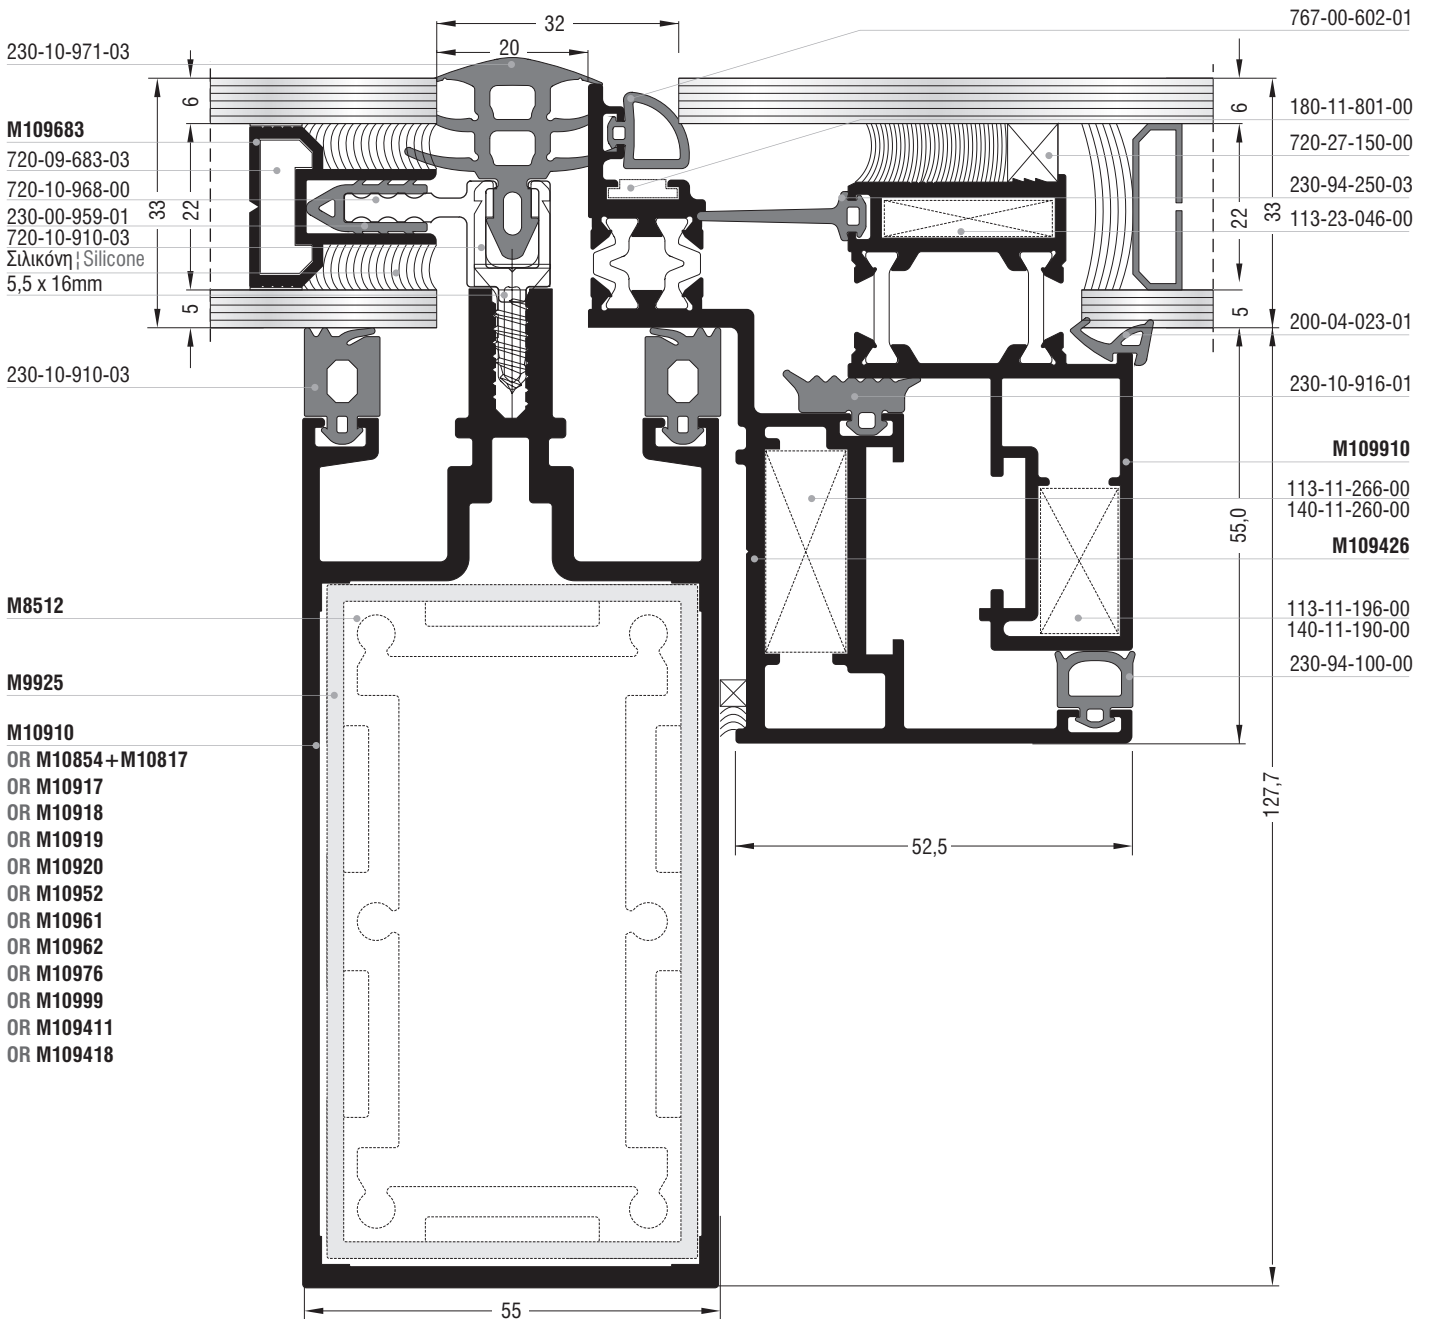 32
20
767-00-602-01
230-10-971-03
6
33
22
5
M109683
720-09-683-03
720-10-968-00
230-00-959-01
720-10-910-03
Σιλικόνη ¦ Silicone
5,5 x 16mm
230-10-910-03
6
180-11-801-00
720-27-150-00
230-94-250-03
113-23-046-00
22
33
5
200-04-023-01
230-10-916-01
M109910
113-11-266-00
140-11-260-00
55,0
M109426
113-11-196-00
140-11-190-00
230-94-100-00
M8512
M9925
M10910
OR M10854+M10817
OR M10917
OR M10918
OR M10919
OR M10920
OR M10952
OR M10961
OR M10962
OR M10976
OR M10999
OR M109411
OR M109418
127,7
52,5
55